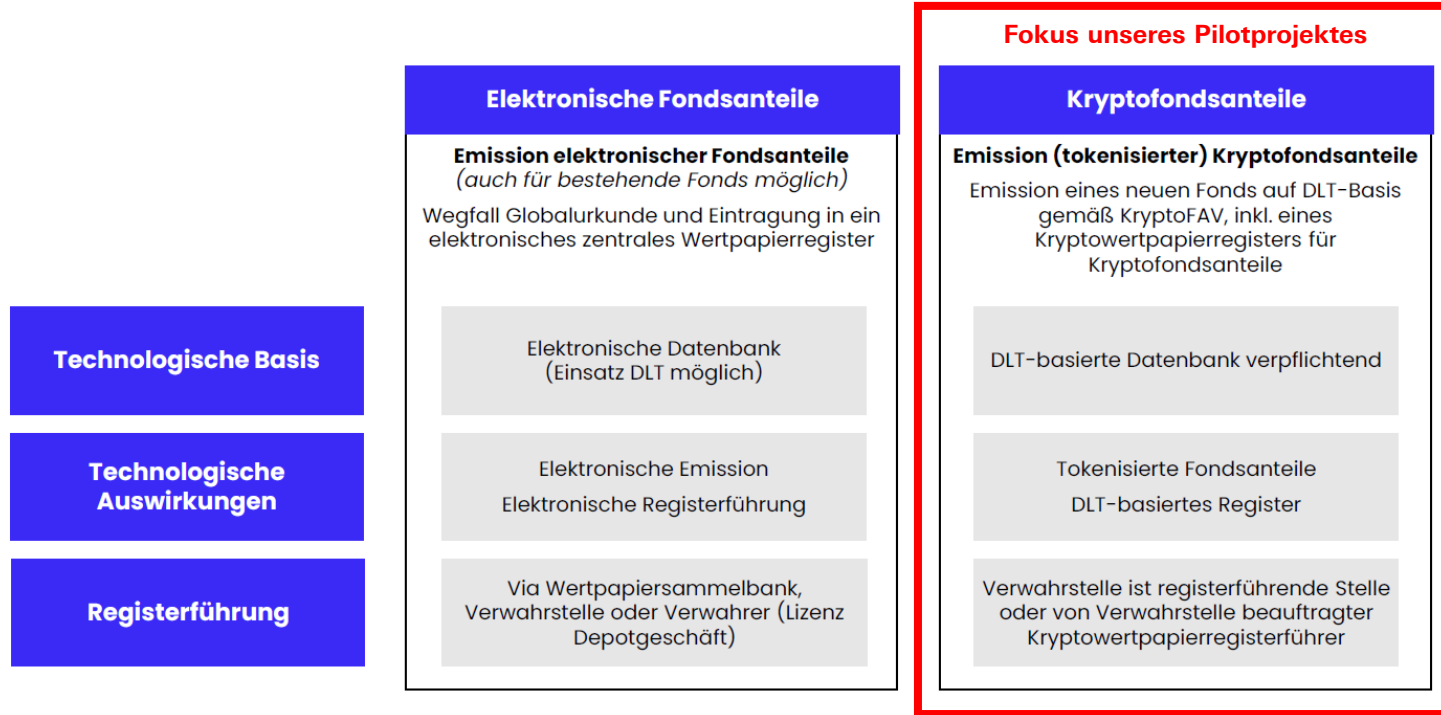 Fokus unseres Pilotprojektes
Elektronische Fondsanteile
Kryptofondsanteile
Emission elektronischer Fondsanteile
(auch für bestehende Fonds möglich)
Wegfall Globalurkunde und Eintragung in ein
elektronisches zentrales Wertpapierregister
Emission (tokenisierter) Kryptofondsanteile
Emission eines neuen Fonds auf DLT-Basis
gemäß KryptoFAV, inkl. eines
Kryptowertpapierregisters für
Kryptofondsanteile
Technologische Basis
Elektronische Datenbank
(Einsatz DLT möglich)
DLT-basierte Datenbank verpflichtend
Technologische
Auswirkungen
Elektronische Emission
Elektronische Registerführung
Tokenisierte Fondsanteile
DLT-basiertes Register
Registerführung
Via Wertpapiersammelbank,
Verwahrstelle oder Verwahrer (Lizenz
Depotgeschäft)
Verwahrstelle ist registerführende Stelle
oder von Verwahrstelle beauftragter
Kryptowertpapierregisterführer